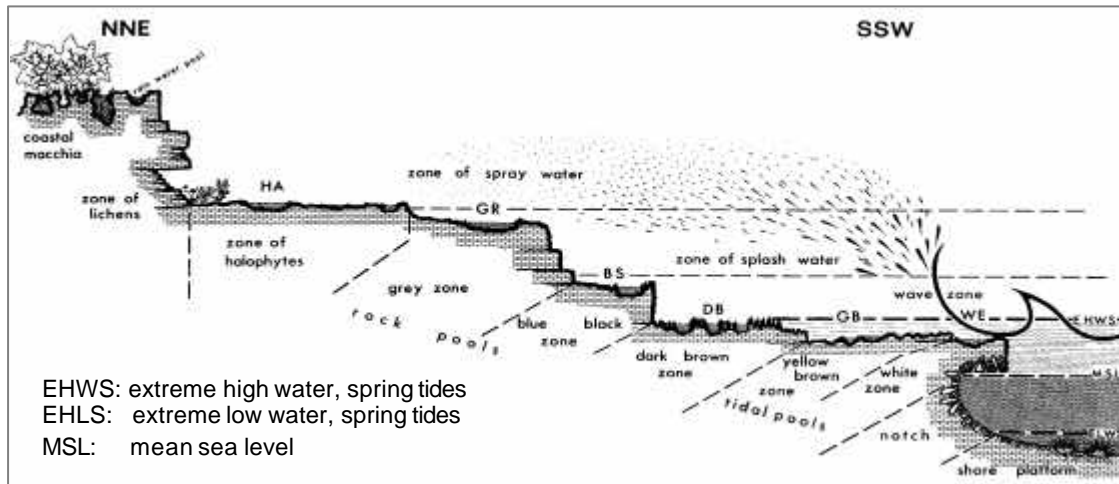 NNE
SSW
rain water pool
coastal
macchia
zone of spray water
HA
GR
zone of
lichens
zone of
halophytes
zone of splash water
BS
wave zone
grey zone
DB
GB
WE
EHWS
rock pools
blue black
zone
dark brown
zone
yellow
brown
zone
white
zone
tidal pools
notch
shore platform
EHWS: extreme high water, spring tides
EHLS: extreme low water, spring tides
MSL: mean sea level